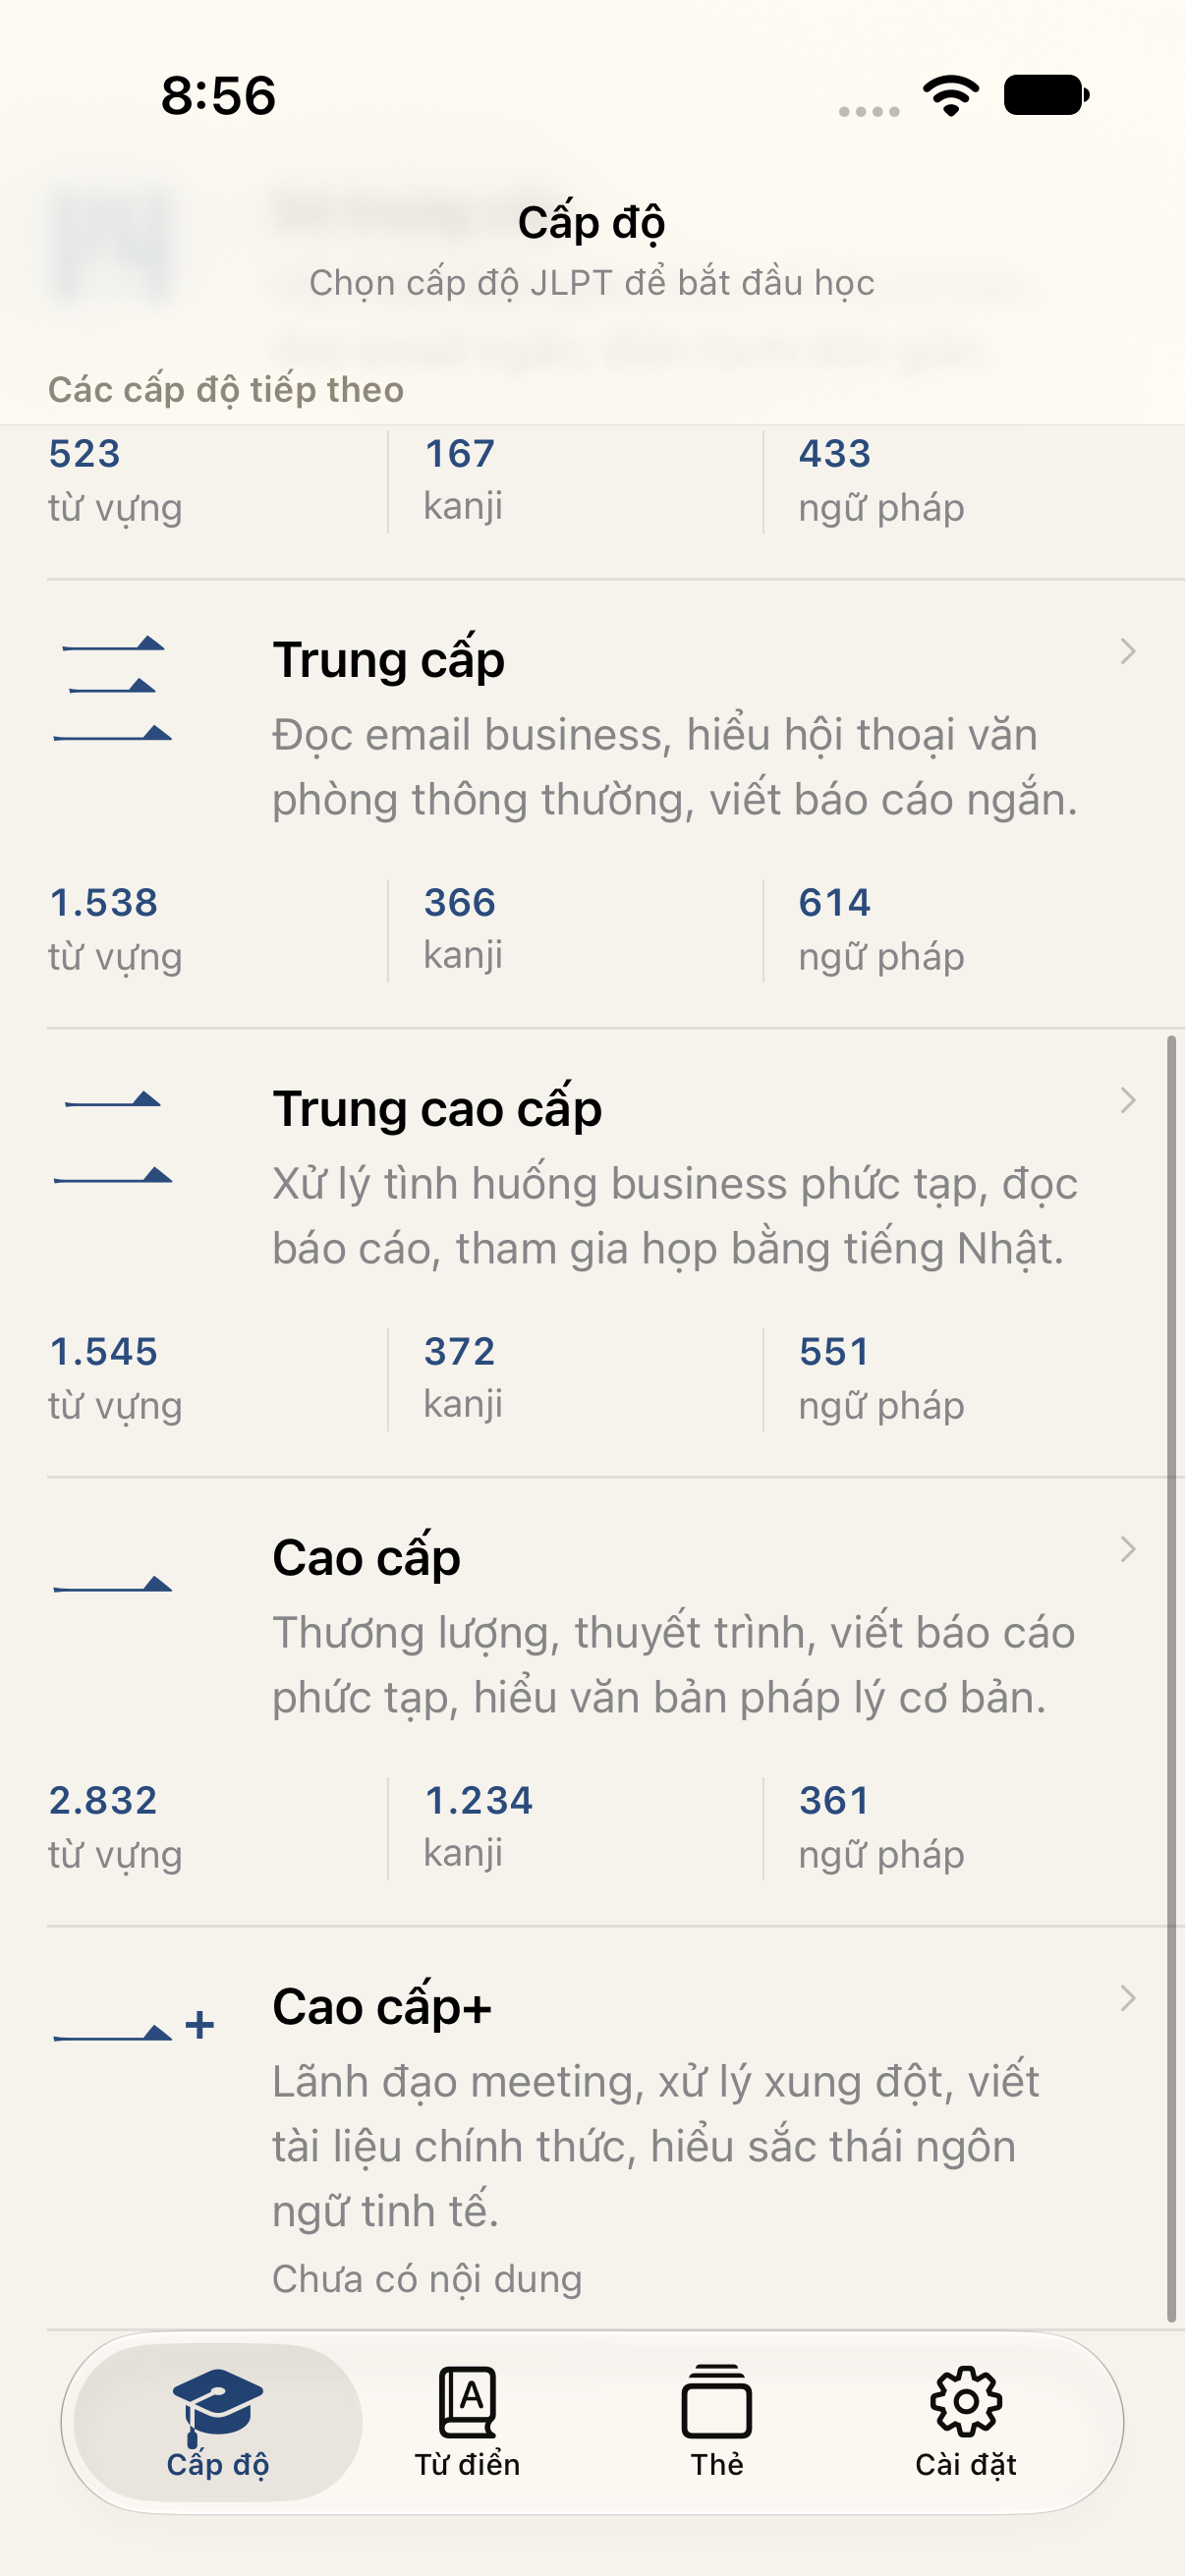 8:56
Cấp độ
Chọn cấp độ JLPT để bắt đầu học
Các cấp độ tiếp theo
523
từ vựng
167
kanji
433
ngữ pháp
三
Trung cấp
Đọc email business, hiểu hội thoại văn
phòng thông thường, viết báo cáo ngắn.
1.538
từ vựng
366
kanji
614
ngữ pháp
二
Trung cao cấp
Xử lý tình huống business phức tạp, đọc
báo cáo, tham gia họp bằng tiếng Nhật.
1.545
từ vựng
372
kanji
551
ngữ pháp
一
Cao cấp
Thương lượng, thuyết trình, viết báo cáo
phức tạp, hiểu văn bản pháp lý cơ bản.
2.832
từ vựng
1.234
kanji
361
ngữ pháp
一+
Cao cấp+
Lãnh đạo meeting, xử lý xung đột, viết
tài liệu chính thức, hiểu sắc thái ngôn
ngữ tinh tế.
Chưa có nội dung
Cấp độ
Từ điển
Thẻ
Cài đặt